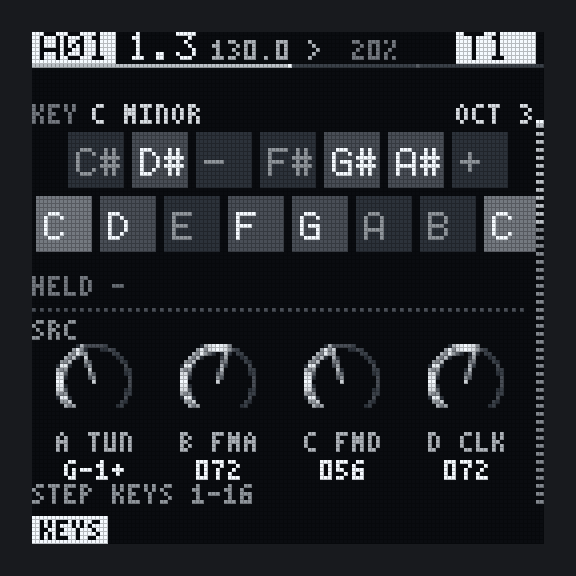 A01 1.3 130.0 > 20% T1
KEY C MINOR OCT 3
C# D# - F# G# A# +
C D E F G A B C
HELD -
SRC
A TUN B FMA C FMD D CLK
G-1+ 072 056 072
STEP KEYS 1-16
KEYS